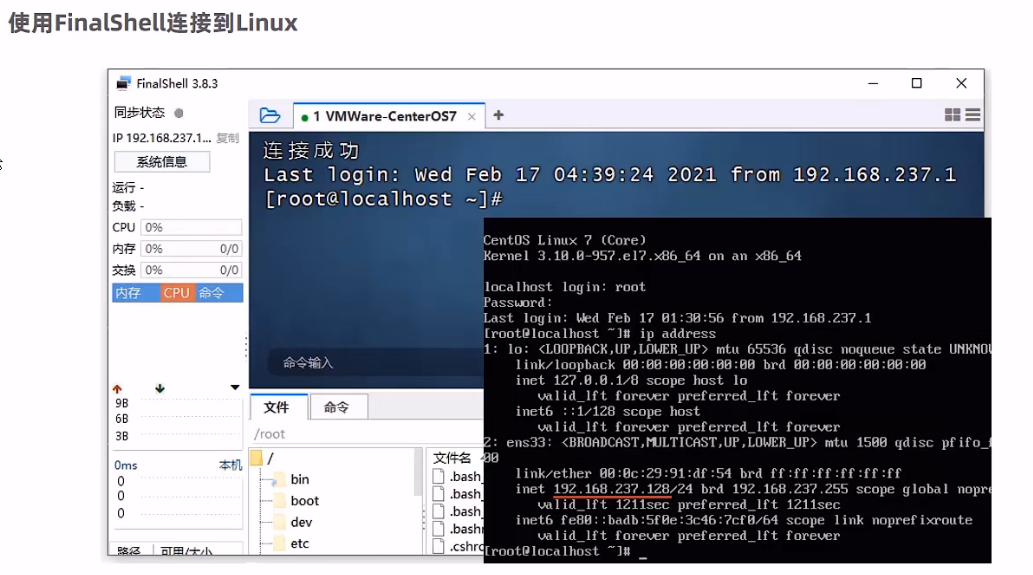 使用FinalShell连接到Linux
FinalShell 3.8.3
同步状态
IP 192.168.237.1... 复制
系统信息
运行 -
负载 -
CPU 0%
内存 0% 0/0
交换 0% 0/0
内存 CPU 命令
9B
6B
3B
0ms 本机
0
0
0
路径 可用/大小
1 VMWare-CenterOS7 × +
连接成功
Last login: Wed Feb 17 04:39:24 2021 from 192.168.237.1
[root@localhost ~]#
命令输入
文件 命令
/root
/
bin
boot
dev
etc
文件名
.bash_
.bash_
.bash_
.bashr
.cshrc
CentOS Linux 7 (Core)
Kernel 3.10.0-957.el7.x86_64 on an x86_64
localhost login: root
Password:
Last login: Wed Feb 17 01:30:56 from 192.168.237.1
[root@localhost ~]# ip address
1: lo: <LOOPBACK,UP,LOWER_UP> mtu 65536 qdisc noqueue state UNKNOW
link/loopback 00:00:00:00:00:00 brd 00:00:00:00:00:00
inet 127.0.0.1/8 scope host lo
valid_lft forever preferred_lft forever
inet6 ::1/128 scope host
valid_lft forever preferred_lft forever
2: ens33: <BROADCAST,MULTICAST,UP,LOWER_UP> mtu 1500 qdisc pfifo_f
00
link/ether 00:0c:29:91:df:54 brd ff:ff:ff:ff:ff:ff
inet 192.168.237.128/24 brd 192.168.237.255 scope global nopre
valid_lft 1211sec preferred_lft 1211sec
inet6 fe80::badb:5f0e:3c46:7cf0/64 scope link noprefixroute
valid_lft forever preferred_lft forever
[root@localhost ~]# _